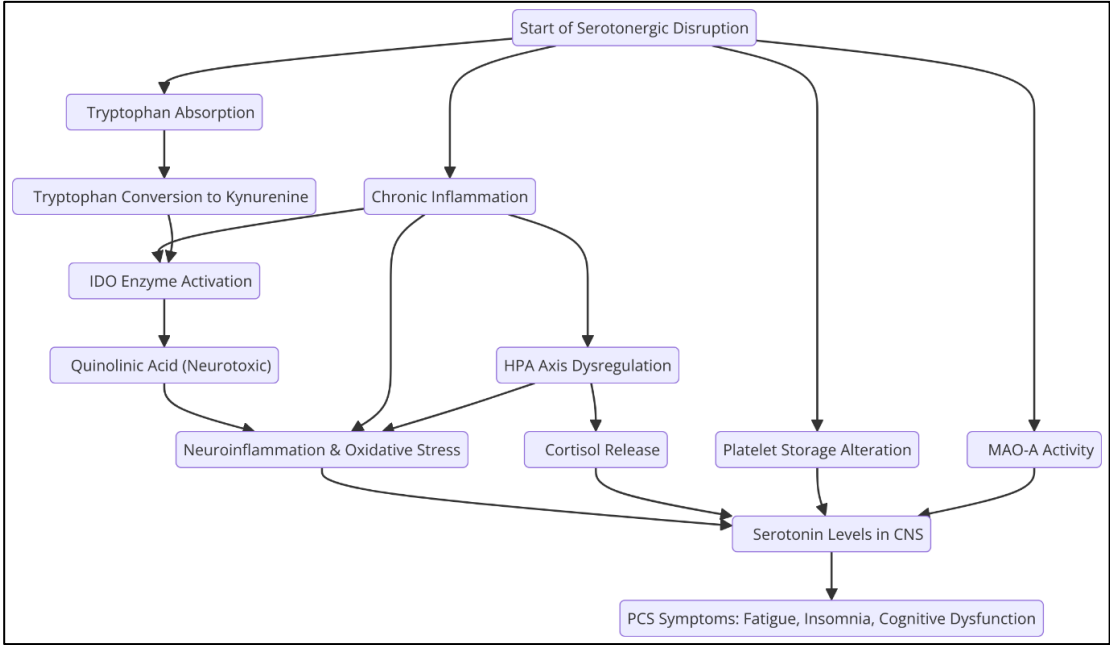 Start of Serotonergic Disruption
Tryptophan Absorption
Tryptophan Conversion to Kynurenine
Chronic Inflammation
IDO Enzyme Activation
Quinolinic Acid (Neurotoxic)
HPA Axis Dysregulation
Neuroinflammation & Oxidative Stress
Cortisol Release
Platelet Storage Alteration
MAO-A Activity
Serotonin Levels in CNS
PCS Symptoms: Fatigue, Insomnia, Cognitive Dysfunction